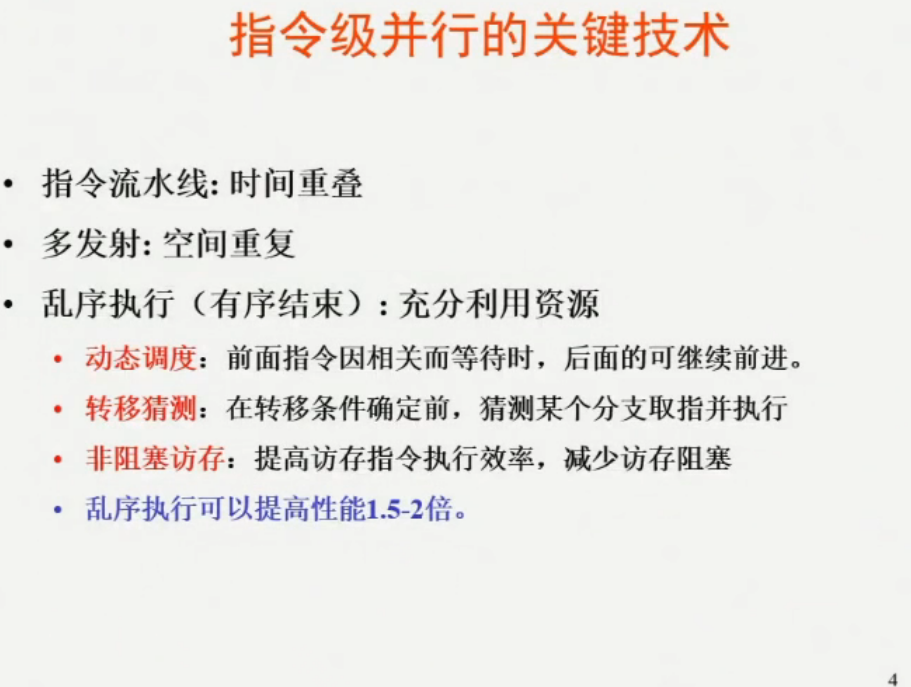 指令级并行的关键技术
• 指令流水线: 时间重叠
• 多发射: 空间重复
• 乱序执行（有序结束）: 充分利用资源
• 动态调度：前面指令因相关而等待时，后面的可继续前进。
• 转移猜测：在转移条件确定前，猜测某个分支取指并执行
• 非阻塞访存：提高访存指令执行效率，减少访存阻塞
• 乱序执行可以提高性能1.5-2倍。
4